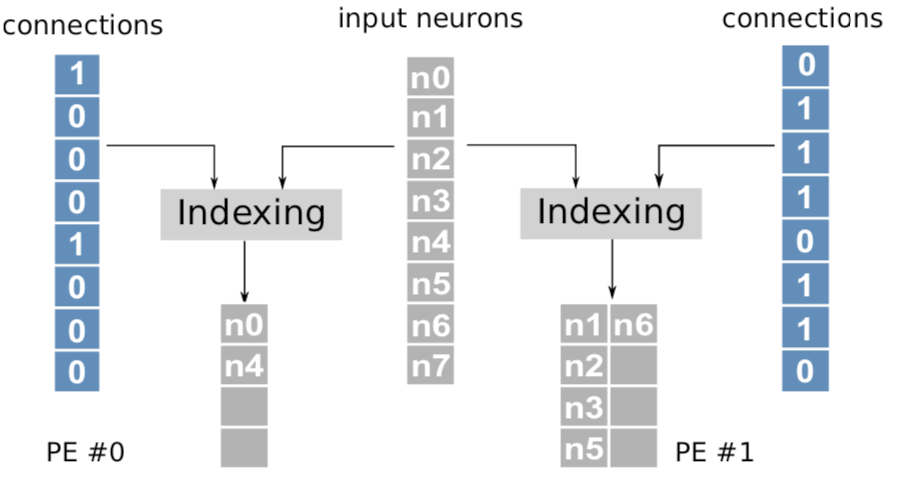 connections
input neurons
connections
1
0
0
0
1
0
0
0
n0
n1
n2
n3
n4
n5
n6
n7
0
1
1
1
0
1
1
0
Indexing
Indexing
n0
n4
n1 n6
n2
n3
n5
PE #0
PE #1